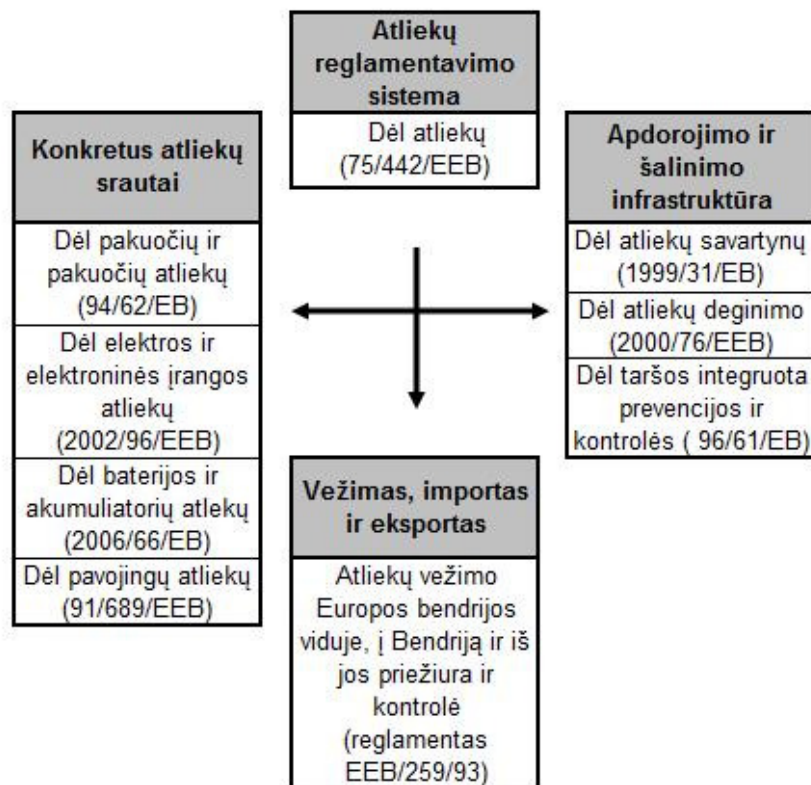 Atliekų
reglamentavimo
sistema
Dėl atliekų
(75/442/EEB)
Konkretus atliekų
srautai
Dėl pakuočių ir
pakuočių atliekų
(94/62/EB)
Dėl elektros ir
elektroninės įrangos
atliekų
(2002/96/EEB)
Dėl baterijos ir
akumuliatorių atlekų
(2006/66/EB)
Dėl pavojingų atliekų
(91/689/EEB)
Apdorojimo ir
šalinimo
infrastruktūra
Dėl atliekų savartynų
(1999/31/EB)
Dėl atliekų deginimo
(2000/76/EEB)
Dėl taršos integruota
prevencijos ir
kontrolės ( 96/61/EB)
Vežimas, importas
ir eksportas
Atliekų vežimo
Europos bendrijos
viduje, į Bendriją ir iš
jos priežiura ir
kontrolė
(reglamentas
EEB/259/93)